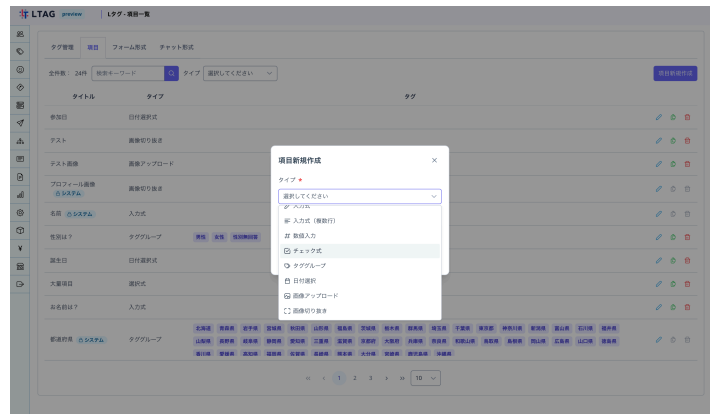 LTAG preview Lタグ - 項目一覧
タグ管理 項目 フォーム形式 チャット形式
全件数： 24件 検索キーワード タイプ 選択してください 項目新規作成
タイトル タイプ タグ
参加日 日付選択式
テスト 画像切り抜き
テスト画像 画像アップロード
プロフィール画像 システム 画像切り抜き
名前 システム 入力式
性別は？ タググループ 男性 女性 性別無回答
誕生日 日付選択式
大量項目 選択式
お名前は？ 入力式
都道府県 システム タググループ
北海道 青森県 岩手県 宮城県 秋田県 山形県 福島県 茨城県 栃木県 群馬県 埼玉県 千葉県 東京都 神奈川県 新潟県 富山県 石川県 福井県
山梨県 長野県 岐阜県 静岡県 愛知県 三重県 滋賀県 京都府 大阪府 兵庫県 奈良県 和歌山県 鳥取県 島根県 岡山県 広島県 山口県 徳島県
香川県 愛媛県 高知県 福岡県 佐賀県 長崎県 熊本県 大分県 宮崎県 鹿児島県 沖縄県
« ‹ 1 2 3 › » 10
項目新規作成
タイプ *
選択してください
入力式
入力式（複数行）
数値入力
チェック式
タググループ
日付選択
画像アップロード
画像切り抜き